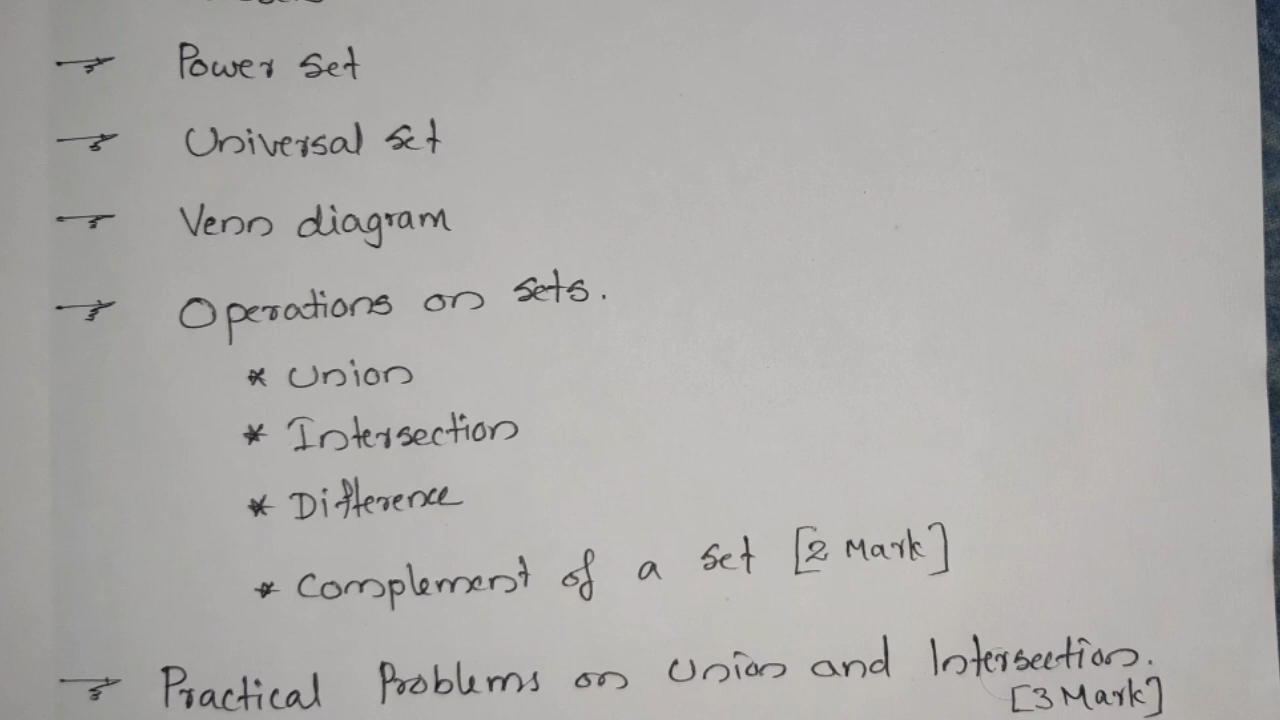 → Power set
→ Universal set
→ Venn diagram
→ Operations on sets.
* Union
* Intersection
* Difference
* Complement of a set [2 Mark]
→ Practical Problems on Union and Intersection.
[3 Mark]